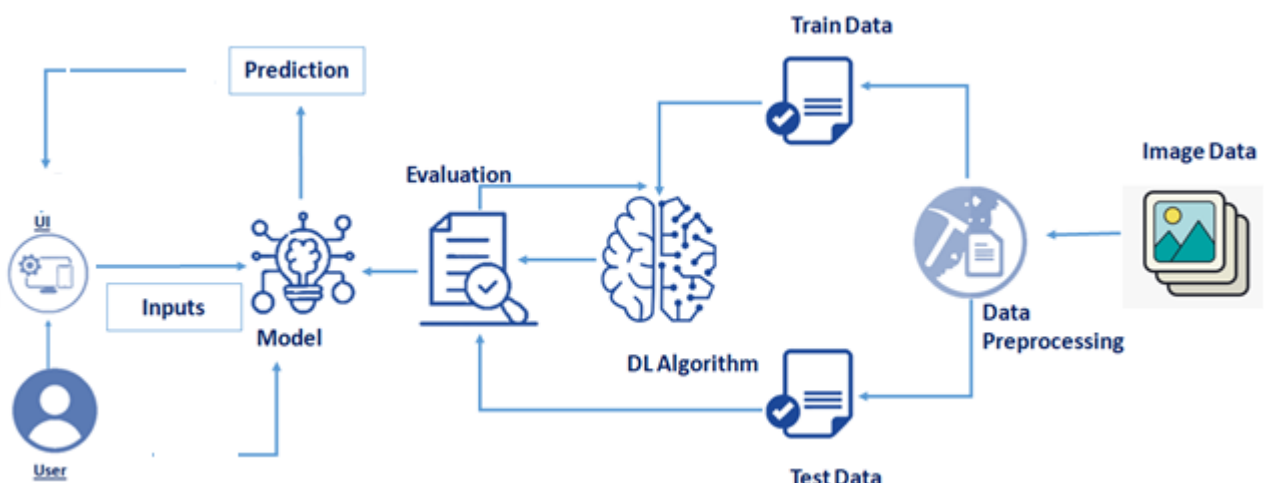 Train Data
Prediction
Image Data
Evaluation
UI
Inputs
Model
Data
Preprocessing
DL Algorithm
User
Test Data